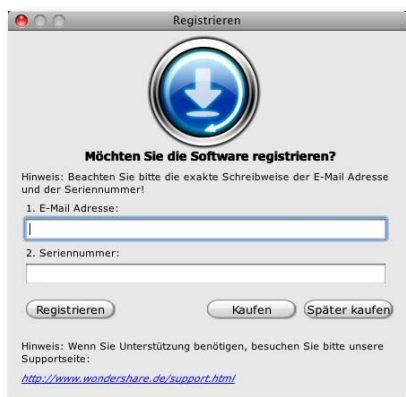 Registrieren
Möchten Sie die Software registrieren?
Hinweis: Beachten Sie bitte die exakte Schreibweise der E-Mail Adresse
und der Seriennummer!
1. E-Mail Adresse:
2. Seriennummer:
Registrieren Kaufen Später kaufen
Hinweis: Wenn Sie Unterstützung benötigen, besuchen Sie bitte unsere
Supportseite:
http://www.wondershare.de/support.html